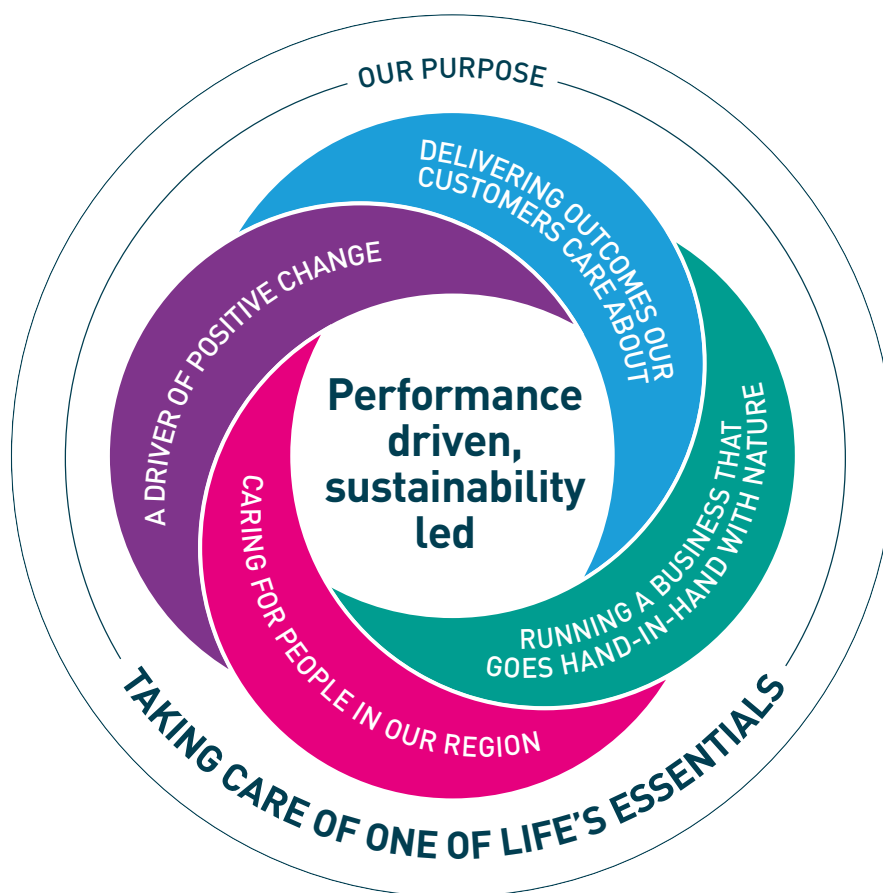 OUR PURPOSE
DELIVERING OUTCOMES OUR
CUSTOMERS CARE ABOUT
RUNNING A BUSINESS THAT
GOES HAND-IN-HAND WITH NATURE
CARING FOR PEOPLE IN OUR REGION
A DRIVER OF POSITIVE CHANGE
Performance
driven,
sustainability
led
TAKING CARE OF ONE OF LIFE'S ESSENTIALS